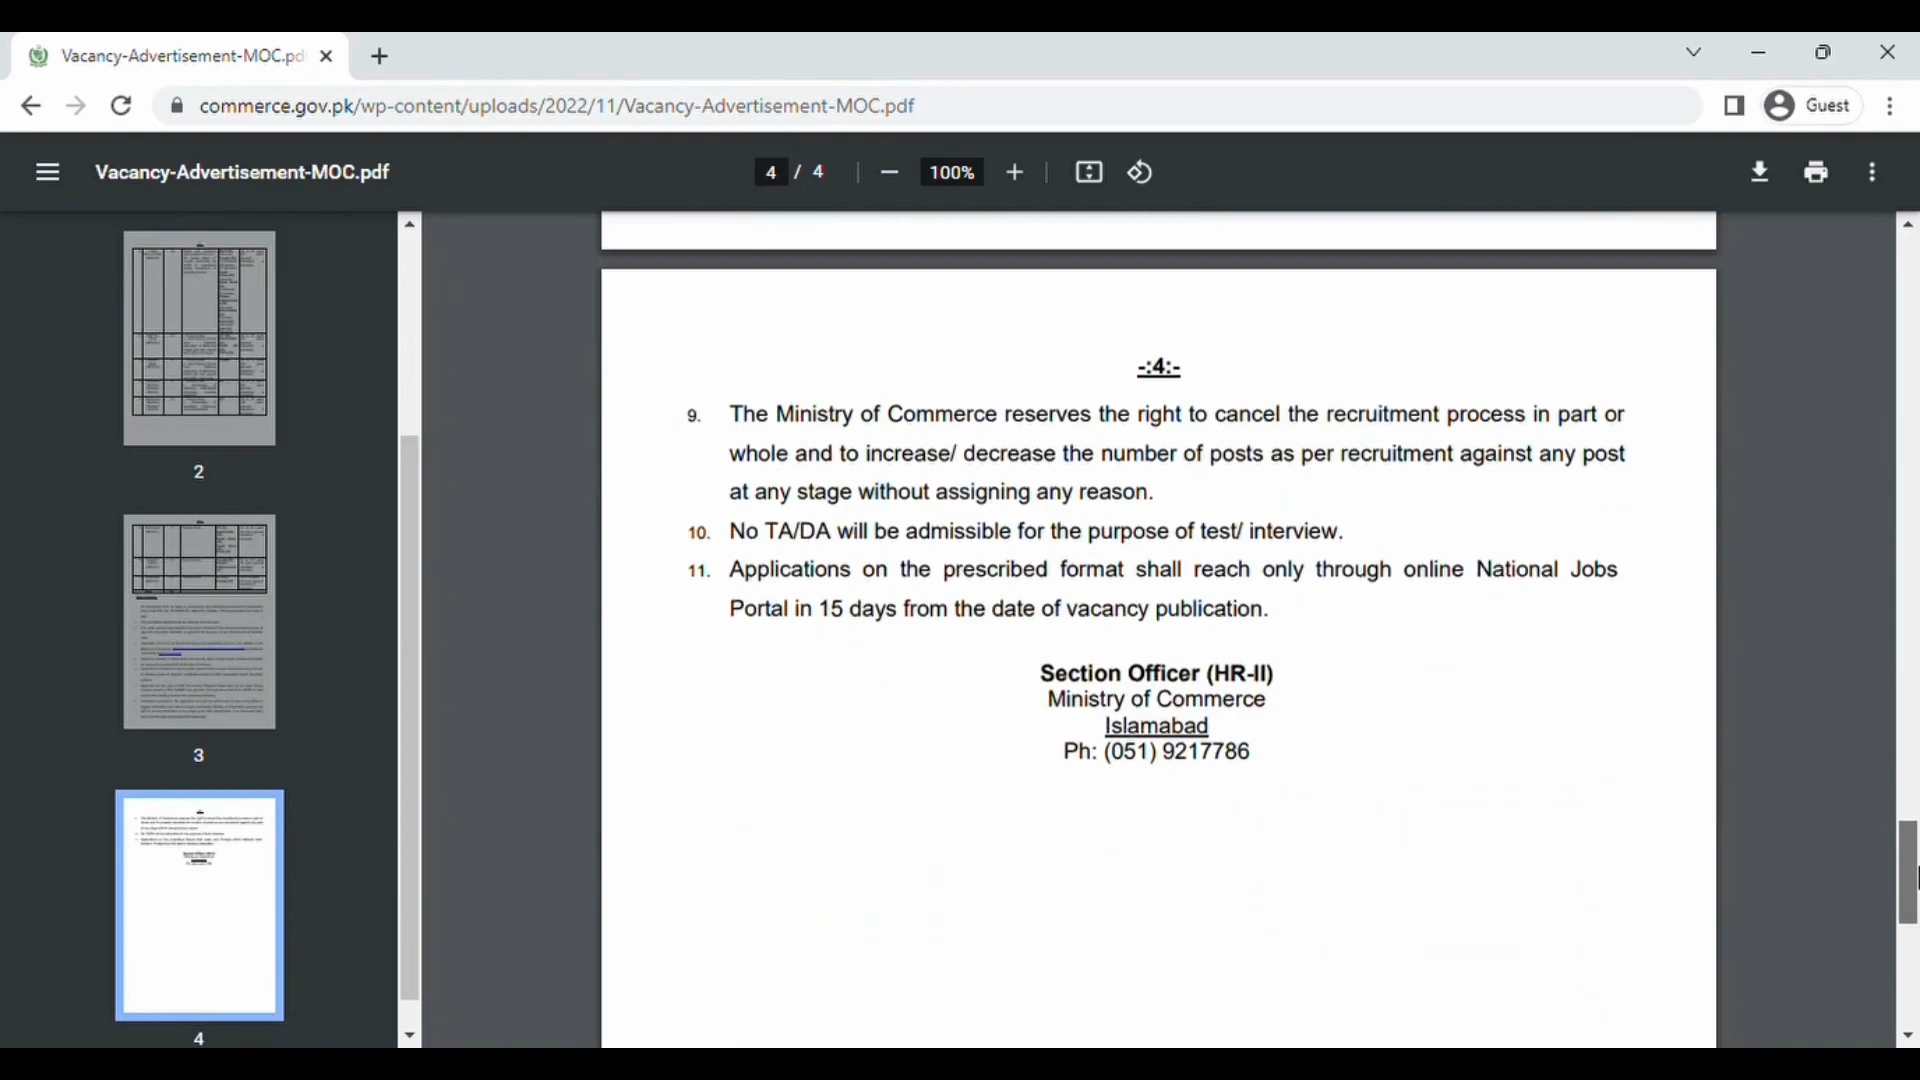 Vacancy-Advertisement-MOC.pd
commerce.gov.pk/wp-content/uploads/2022/11/Vacancy-Advertisement-MOC.pdf
Guest
Vacancy-Advertisement-MOC.pdf
4 / 4
100%
2
3
4
-:4:-
9. The Ministry of Commerce reserves the right to cancel the recruitment process in part or
whole and to increase/ decrease the number of posts as per recruitment against any post
at any stage without assigning any reason.
10. No TA/DA will be admissible for the purpose of test/ interview.
11. Applications on the prescribed format shall reach only through online National Jobs
Portal in 15 days from the date of vacancy publication.
Section Officer (HR-II)
Ministry of Commerce
Islamabad
Ph: (051) 9217786